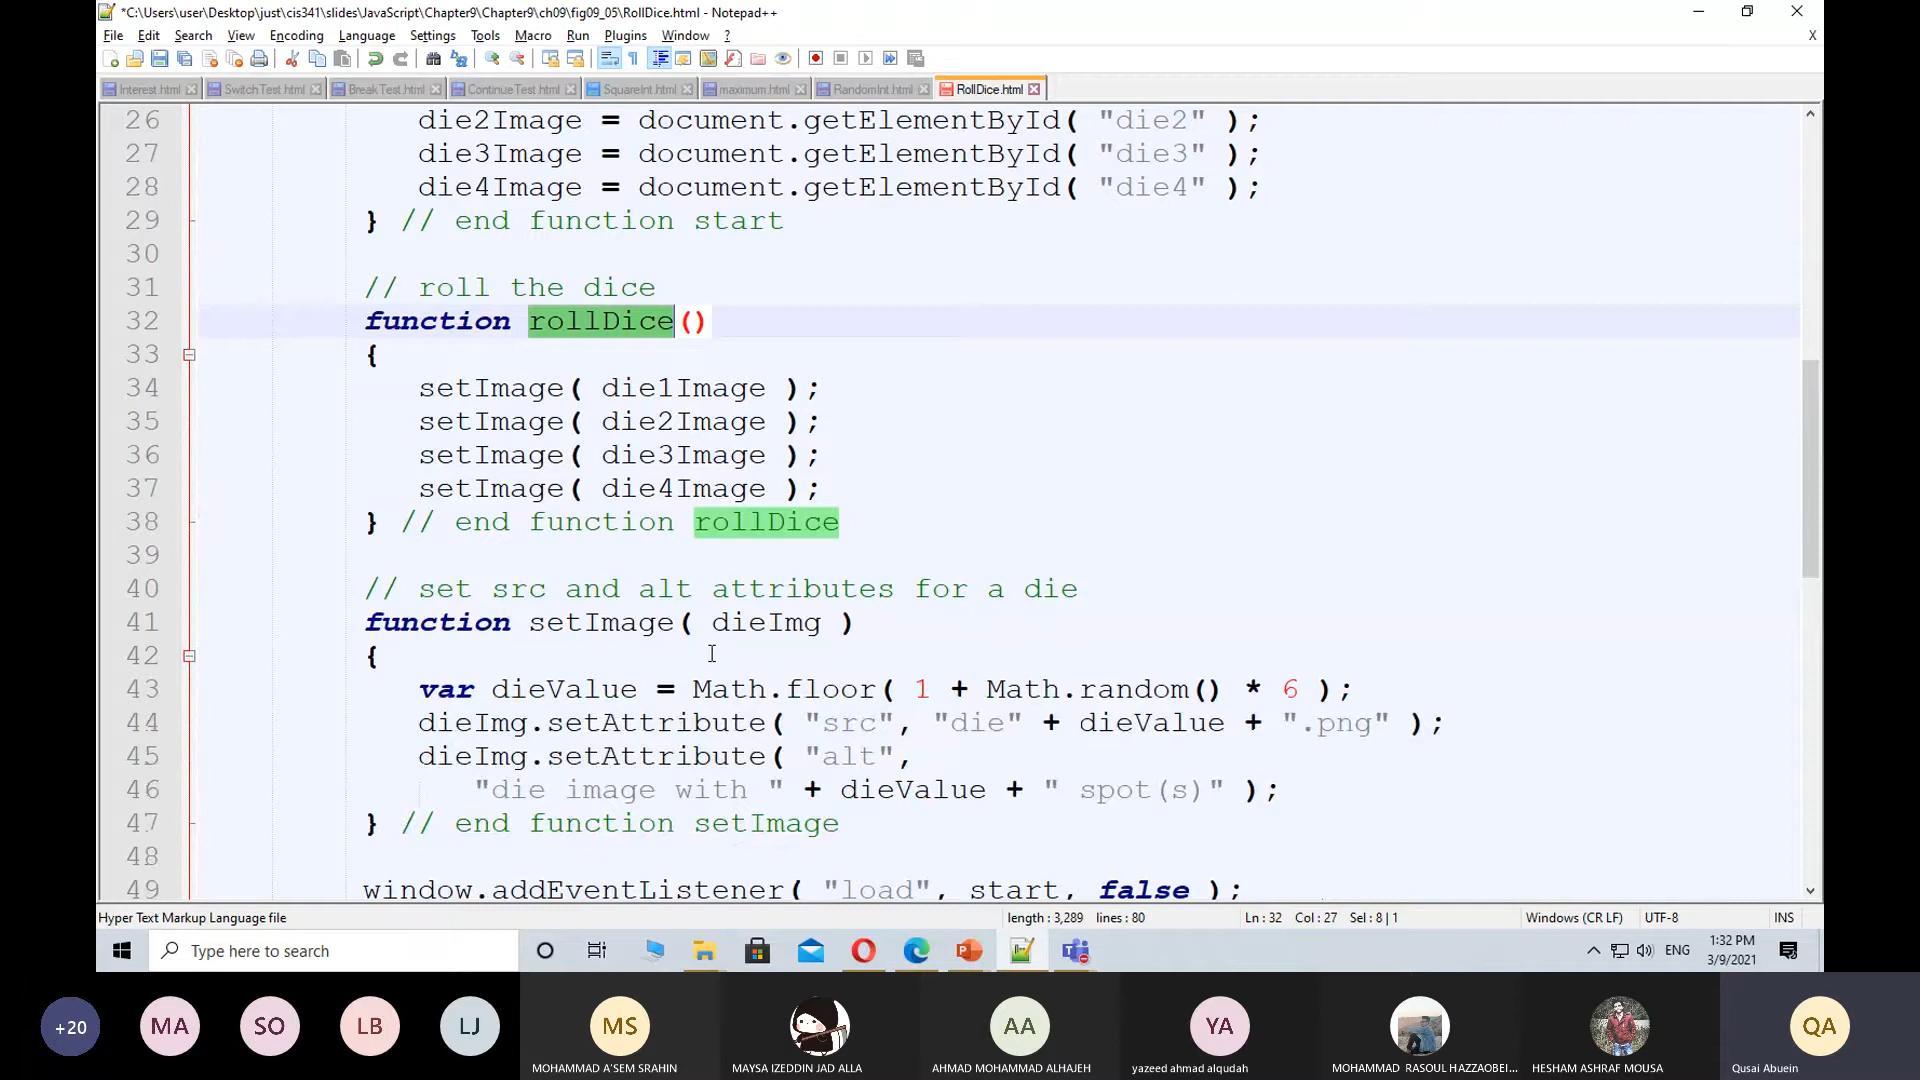 *C:\Users\user\Desktop\just\cis341\slides\JavaScript\Chapter9\Chapter9\ch09\fig09_05\RollDice.html - Notepad++
File Edit Search View Encoding Language Settings Tools Macro Run Plugins Window ? X
Interest.html SwitchTest.html BreakTest.html ContinueTest.html SquareInt.html maximum.html RandomInt.html RollDice.html
26 die2Image = document.getElementById( "die2" );
27 die3Image = document.getElementById( "die3" );
28 die4Image = document.getElementById( "die4" );
29 } // end function start
30
31 // roll the dice
32 function rollDice()
33 {
34 setImage( die1Image );
35 setImage( die2Image );
36 setImage( die3Image );
37 setImage( die4Image );
38 } // end function rollDice
39
40 // set src and alt attributes for a die
41 function setImage( dieImg )
42 {
43 var dieValue = Math.floor( 1 + Math.random() * 6 );
44 dieImg.setAttribute( "src", "die" + dieValue + ".png" );
45 dieImg.setAttribute( "alt",
46 "die image with " + dieValue + " spot(s)" );
47 } // end function setImage
48
49 window.addEventListener( "load", start, false );
Hyper Text Markup Language file length : 3,289 lines : 80 Ln : 32 Col : 27 Sel : 8 | 1 Windows (CR LF) UTF-8 INS
Type here to search ENG 1:32 PM
3/9/2021
+20 MA SO LB LJ MS AA YA QA
MOHAMMAD A'SEM SRAHIN MAYSA IZEDDIN JAD ALLA AHMAD MOHAMMAD ALHAJEH yazeed ahmad alqudah MOHAMMAD RASOUL HAZZAOBEI... HESHAM ASHRAF MOUSA Qusai Abuein